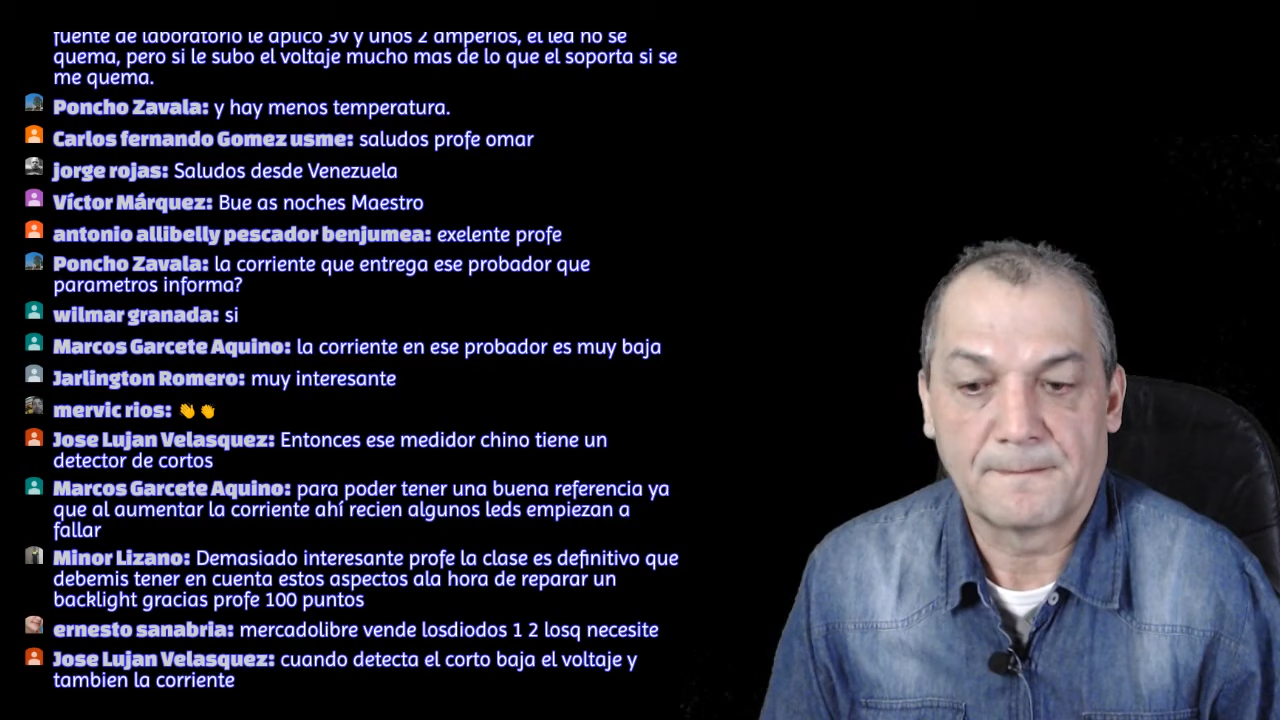 fuente de laboratorio le aplico 3v y unos 2 amperios, el led no se
quema, pero si le subo el voltaje mucho mas de lo que el soporta si se
me quema.
Poncho Zavala: y hay menos temperatura.
Carlos fernando Gomez usme: saludos profe omar
jorge rojas: Saludos desde Venezuela
Víctor Márquez: Bue as noches Maestro
antonio allibelly pescador benjumea: exelente profe
Poncho Zavala: la corriente que entrega ese probador que
parametros informa?
wilmar granada: si
Marcos Garcete Aquino: la corriente en ese probador es muy baja
Jarlington Romero: muy interesante
mervic rios: 👏👏
Jose Lujan Velasquez: Entonces ese medidor chino tiene un
detector de cortos
Marcos Garcete Aquino: para poder tener una buena referencia ya
que al aumentar la corriente ahí recien algunos leds empiezan a
fallar
Minor Lizano: Demasiado interesante profe la clase es definitivo que
debemis tener en cuenta estos aspectos ala hora de reparar un
backlight gracias profe 100 puntos
ernesto sanabria: mercadolibre vende losdiodos 1 2 losq necesite
Jose Lujan Velasquez: cuando detecta el corto baja el voltaje y
tambien la corriente